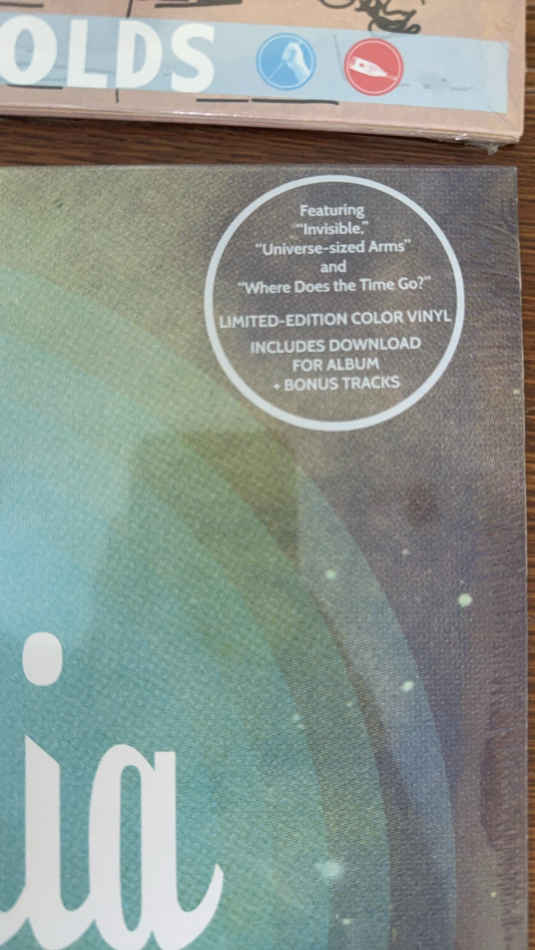 OLDS
Featuring
"Invisible,"
"Universe-sized Arms"
and
"Where Does the Time Go?"
LIMITED-EDITION COLOR VINYL
INCLUDES DOWNLOAD
FOR ALBUM
+ BONUS TRACKS
ia